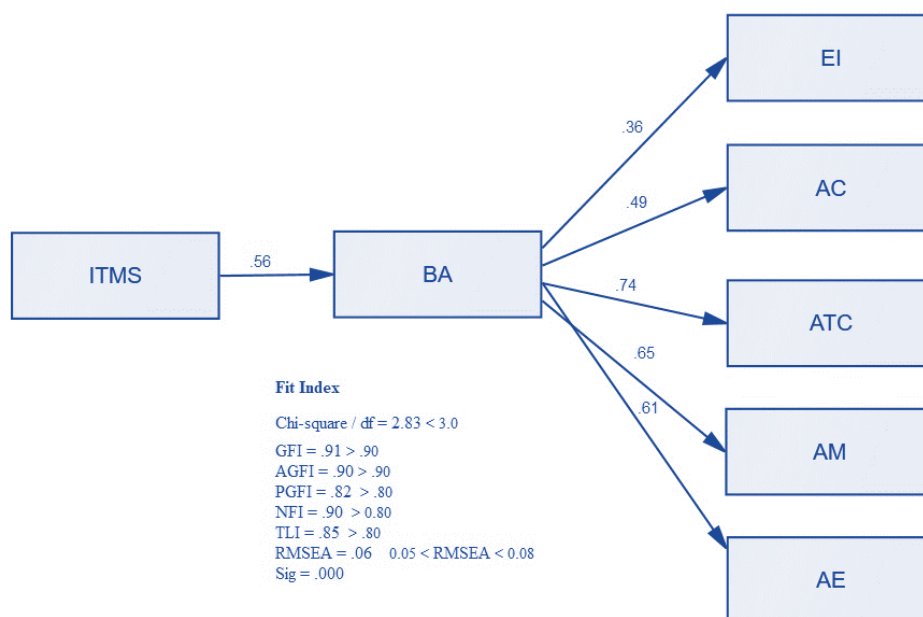 EI
.36
AC
.49
ITMS
.56
BA
.74
ATC
.65
.61
AM
AE
Fit Index
Chi-square / df = 2.83 < 3.0
GFI = .91 > .90
AGFI = .90 > .90
PGFI = .82 > .80
NFI = .90 > 0.80
TLI = .85 > .80
RMSEA = .06 0.05 < RMSEA < 0.08
Sig = .000